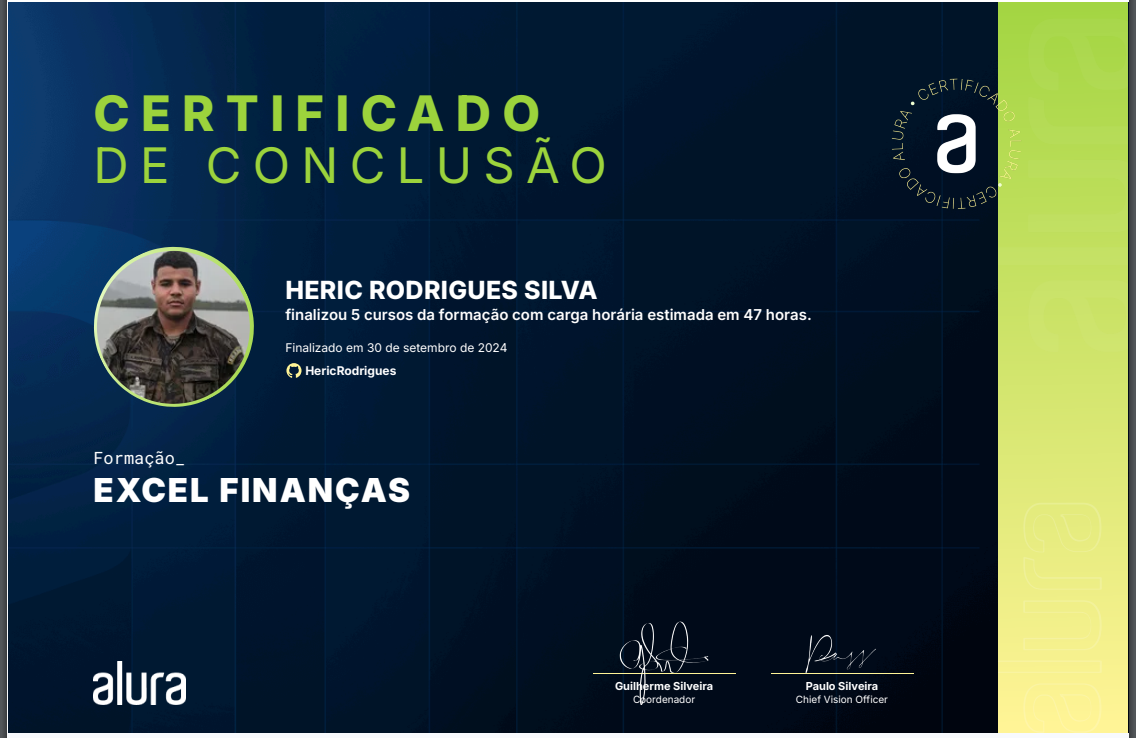 CERTIFICADO
DE CONCLUSÃO
CERTIFICADO ALURA • CERTIFICADO ALURA •
a
HERIC RODRIGUES SILVA
finalizou 5 cursos da formação com carga horária estimada em 47 horas.
Finalizado em 30 de setembro de 2024
HericRodrigues
Formação_
EXCEL FINANÇAS
alura
Guilherme Silveira
Coordenador
Paulo Silveira
Chief Vision Officer
alura
alura